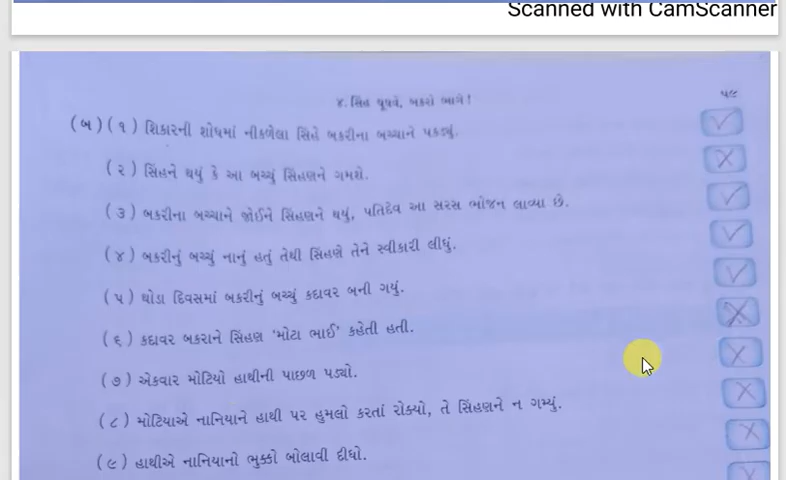 Scanned with CamScanner
૪. સિંહ ઘૂઘવે, બકરો ભાગે! ૫૯
(બ) (૧) શિકારની શોધમાં નીકળેલા સિંહે બકરીના બચ્ચાને પકડ્યું. ✓
(૨) સિંહને થયું કે આ બચ્ચું સિંહણને ગમશે. ✗
(૩) બકરીના બચ્ચાને જોઈને સિંહણને થયું, પતિદેવ આ સરસ ભોજન લાવ્યા છે. ✓
(૪) બકરીનું બચ્ચું નાનું હતું તેથી સિંહણે તેને સ્વીકારી લીધું. ✓
(૫) થોડા દિવસમાં બકરીનું બચ્ચું કદાવર બની ગયું. ✓
(૬) કદાવર બકરાને સિંહણ 'મોટા ભાઈ' કહેતી હતી. ✗
(૭) એકવાર મોટિયો હાથીની પાછળ પડ્યો. ✗
(૮) મોટિયાએ નાનિયાને હાથી પર હુમલો કરતાં રોક્યો, તે સિંહણને ન ગમ્યું. ✗
(૯) હાથીએ નાનિયાનો ભુક્કો બોલાવી દીધો. ✗